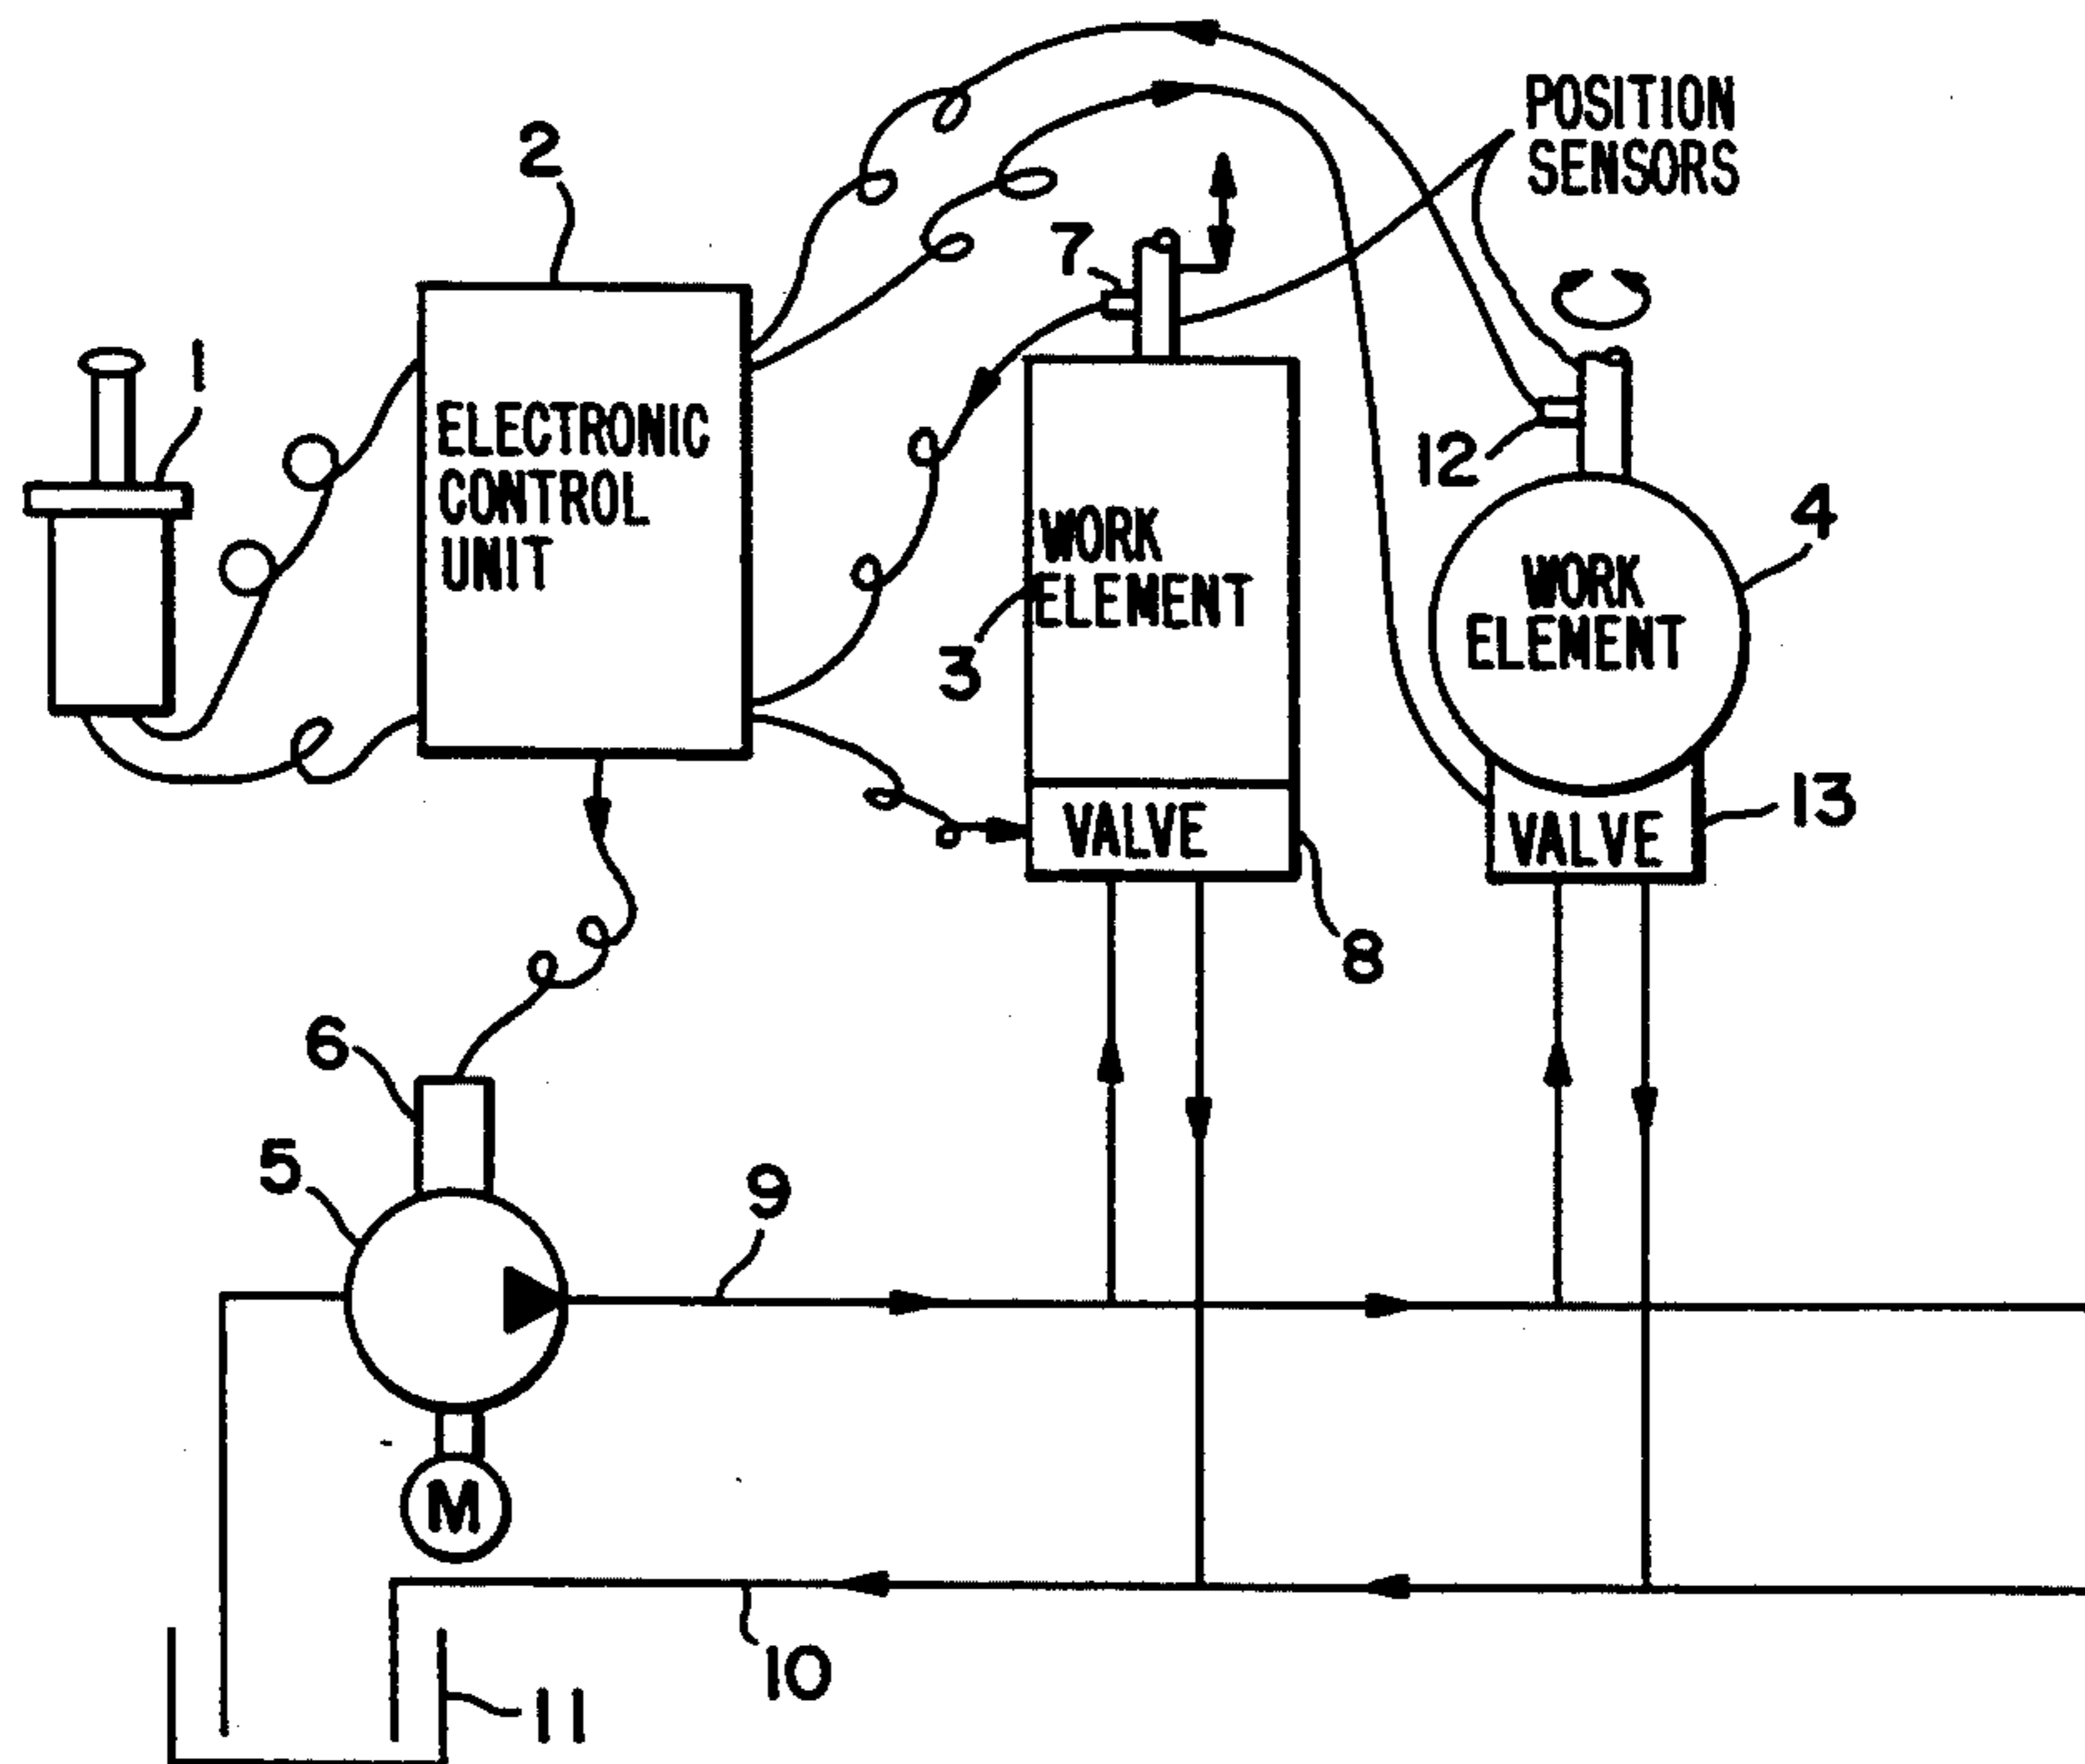 POSITION
SENSORS
2
7
1
ELECTRONIC
CONTROL
UNIT
12
4
WORK
ELEMENT
WORK
ELEMENT
3
VALVE
VALVE
13
8
6
5
9
M
10
11